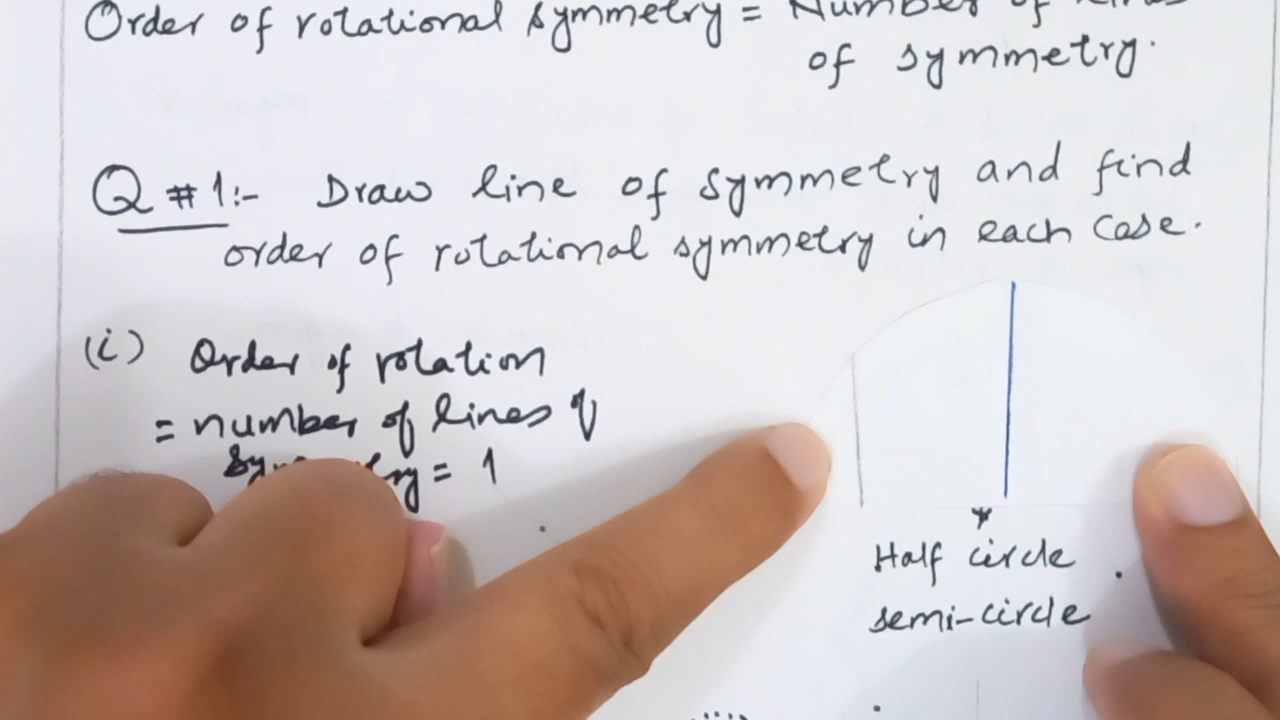 Order of rotational symmetry = Number of lines
of symmetry.
Q # 1:- Draw line of symmetry and find
order of rotational symmetry in each case.
(i) Order of rotation
= number of lines of
= 1
Half circle
semi-circle